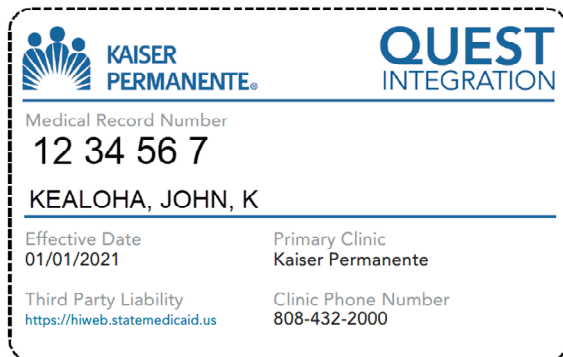 KAISER
PERMANENTE®
QUEST
INTEGRATION
Medical Record Number
12 34 56 7
KEALOHA, JOHN, K
Effective Date
01/01/2021
Primary Clinic
Kaiser Permanente
Third Party Liability
https://hiweb.statemedicaid.us
Clinic Phone Number
808-432-2000